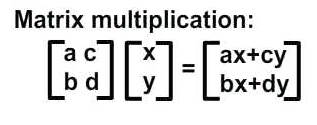 Matrix multiplication:
[a c] [x] = [ax+cy]
[b d] [y] [bx+dy]